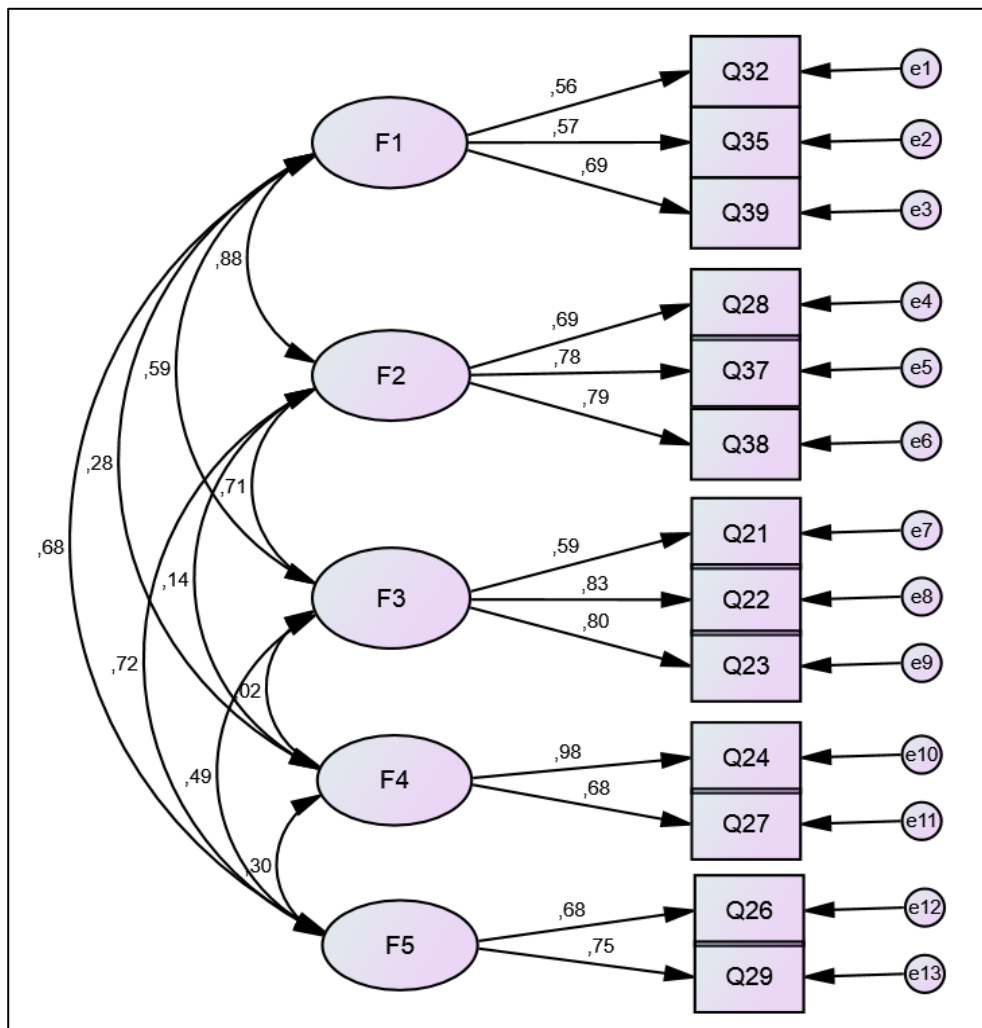 Q32
e1
,56
F1
,57
Q35
e2
,69
Q39
e3
,88
Q28
e4
,69
,59
F2
,78
Q37
e5
,79
Q38
e6
,28
,71
Q21
e7
,68
,59
,14
F3
,83
Q22
e8
,80
Q23
e9
,72
02
,49
F4
,98
Q24
e10
,68
Q27
e11
,30
F5
,68
Q26
e12
,75
Q29
e13